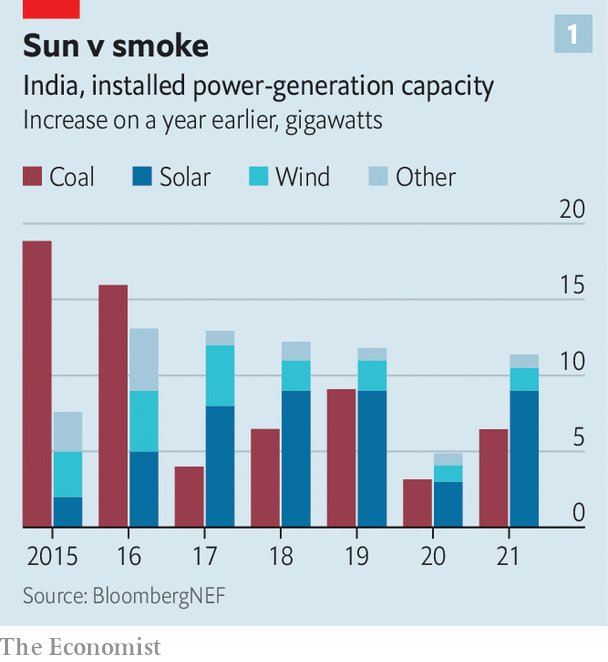 Sun v smoke
1
India, installed power-generation capacity
Increase on a year earlier, gigawatts
Coal Solar Wind Other
20
15
10
5
0
2015 16 17 18 19 20 21
Source: BloombergNEF
The Economist